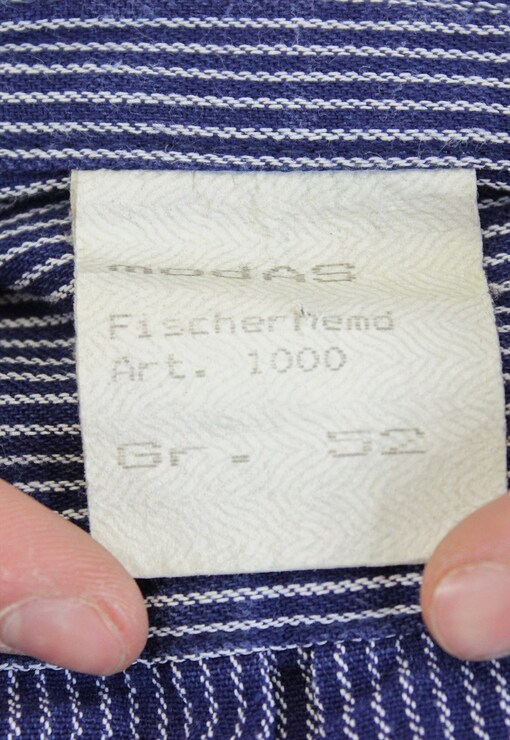 modAS
Fischerhemd
Art. 1000
Gr. 52